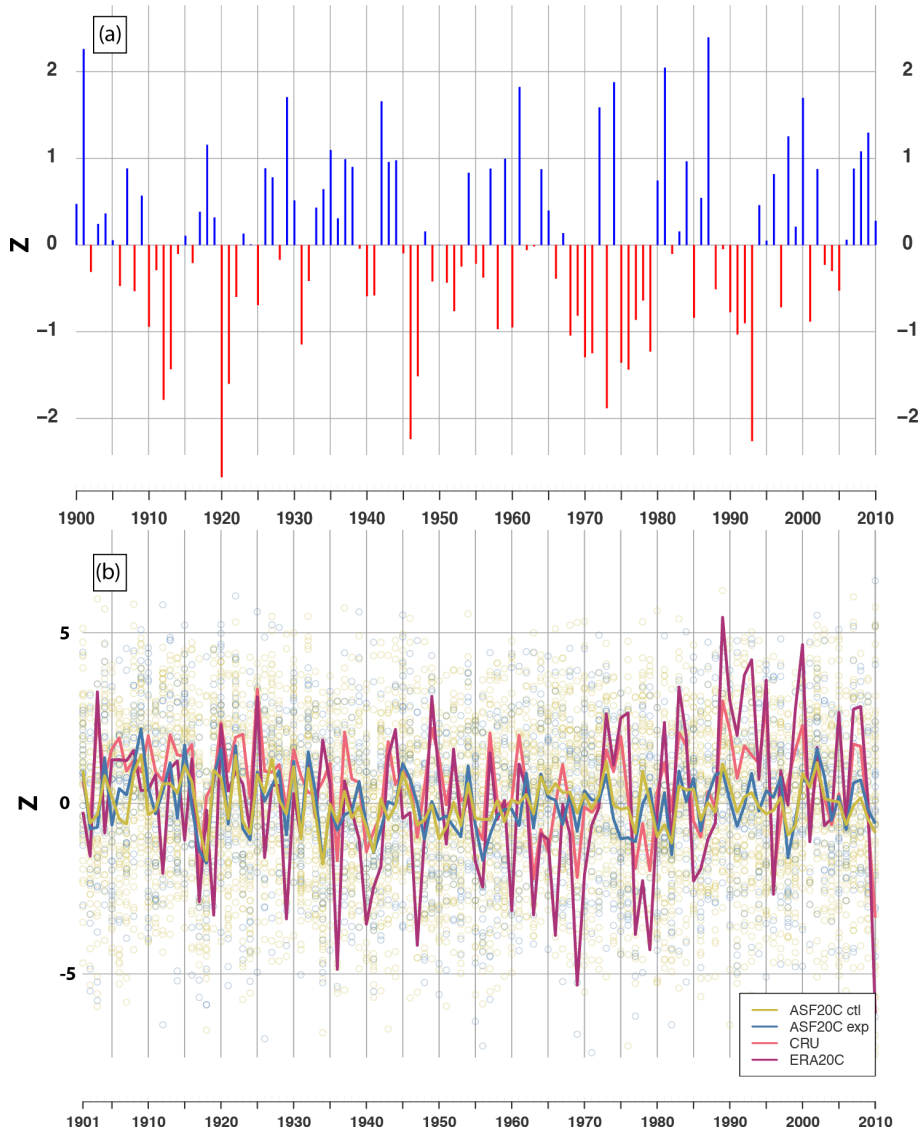 (a)
2 2
1 1
0 0
Z
−1 −1
−2 −2
1900 1910 1920 1930 1940 1950 1960 1970 1980 1990 2000 2010
(b)
5
Z
0
-5
ASF20C ctl
ASF20C exp
CRU
ERA20C
1901 1910 1920 1930 1940 1950 1960 1970 1980 1990 2000 2010